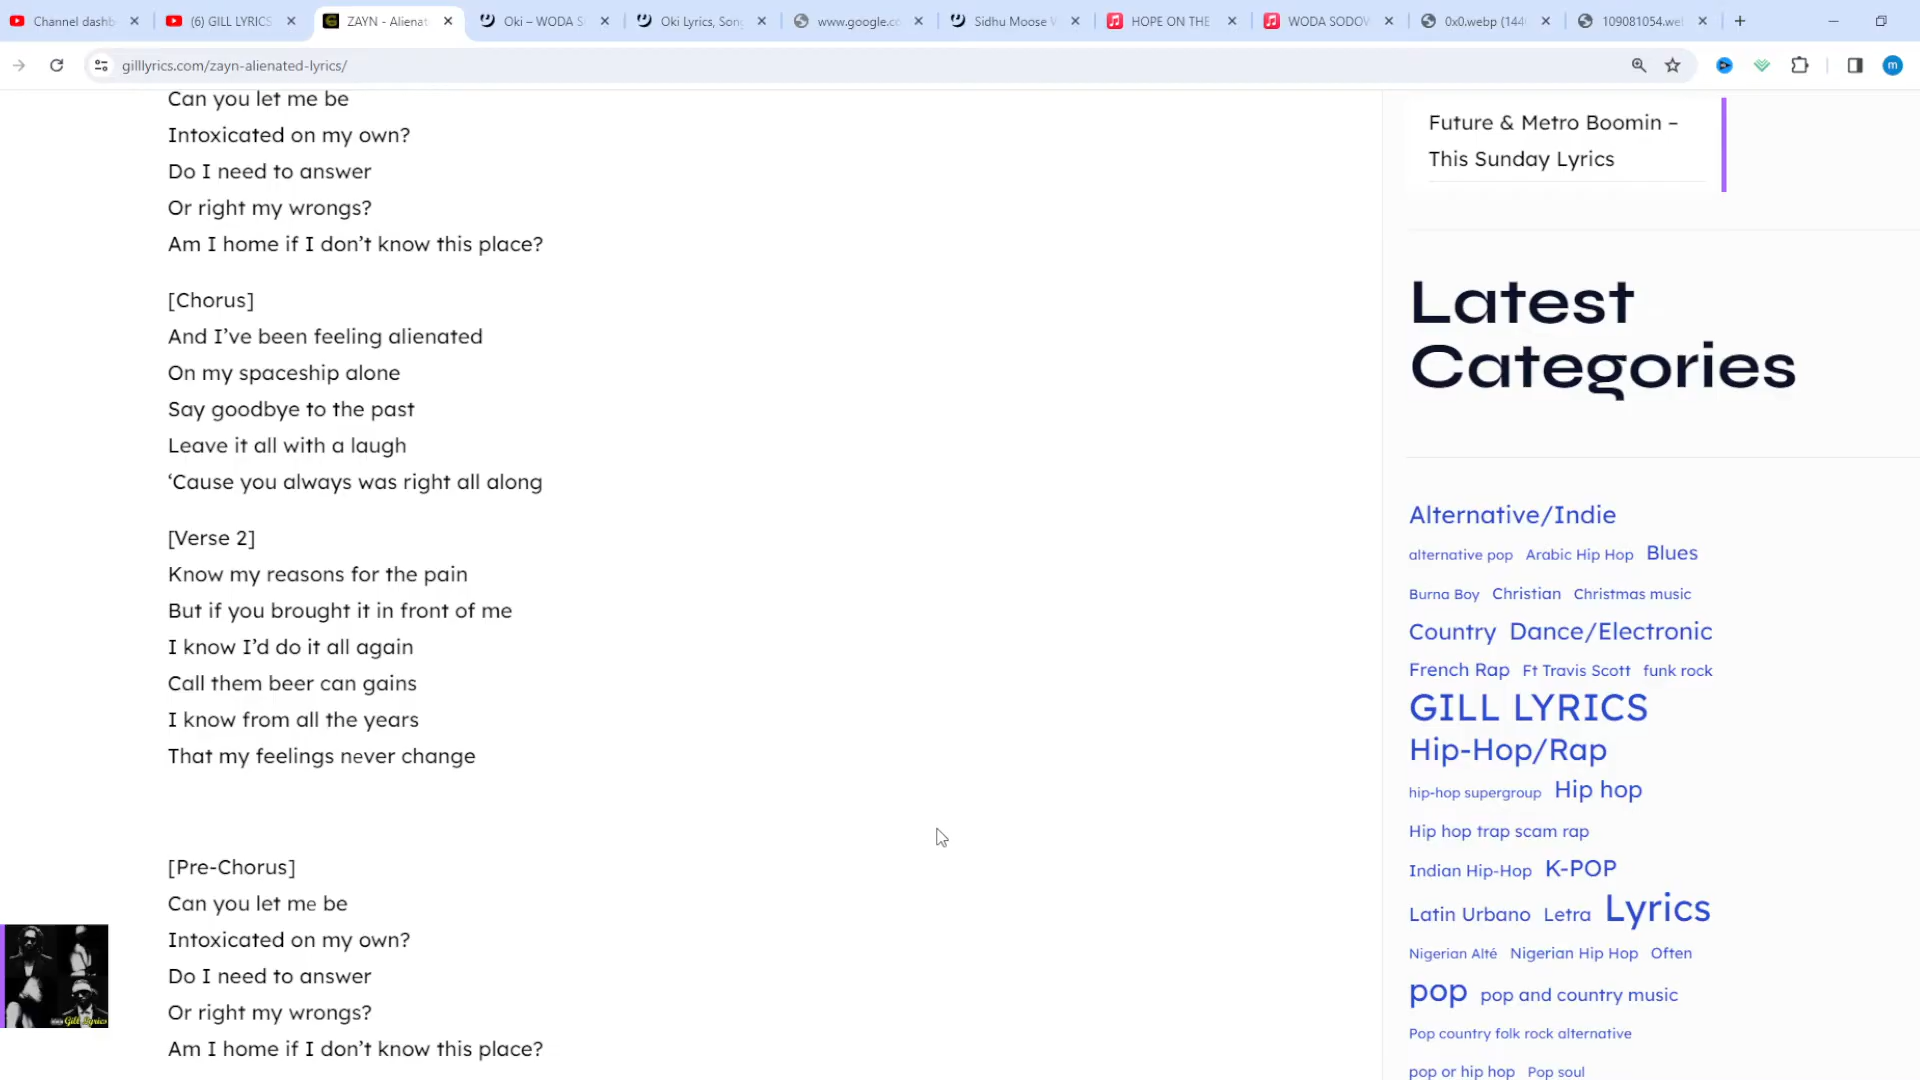 Channel dashb
(6) GILL LYRICS
ZAYN - Alienat
Oki – WODA S
Oki Lyrics, Son
www.google.c
Sidhu Moose
HOPE ON THE
WODA SODOV
0x0.webp (144
109081054.we
gilllyrics.com/zayn-alienated-lyrics/
m
Can you let me be
Intoxicated on my own?
Do I need to answer
Or right my wrongs?
Am I home if I don’t know this place?
[Chorus]
And I’ve been feeling alienated
On my spaceship alone
Say goodbye to the past
Leave it all with a laugh
‘Cause you always was right all along
[Verse 2]
Know my reasons for the pain
But if you brought it in front of me
I know I’d do it all again
Call them beer can gains
I know from all the years
That my feelings never change
[Pre-Chorus]
Can you let me be
Intoxicated on my own?
Do I need to answer
Or right my wrongs?
Am I home if I don’t know this place?
Gill Lyrics
Future & Metro Boomin –
This Sunday Lyrics
Latest
Categories
Alternative/Indie
alternative pop Arabic Hip Hop Blues
Burna Boy Christian Christmas music
Country Dance/Electronic
French Rap Ft Travis Scott funk rock
GILL LYRICS
Hip-Hop/Rap
hip-hop supergroup Hip hop
Hip hop trap scam rap
Indian Hip-Hop K-POP
Latin Urbano Letra Lyrics
Nigerian Alté Nigerian Hip Hop Often
pop pop and country music
Pop country folk rock alternative
pop or hip hop Pop soul